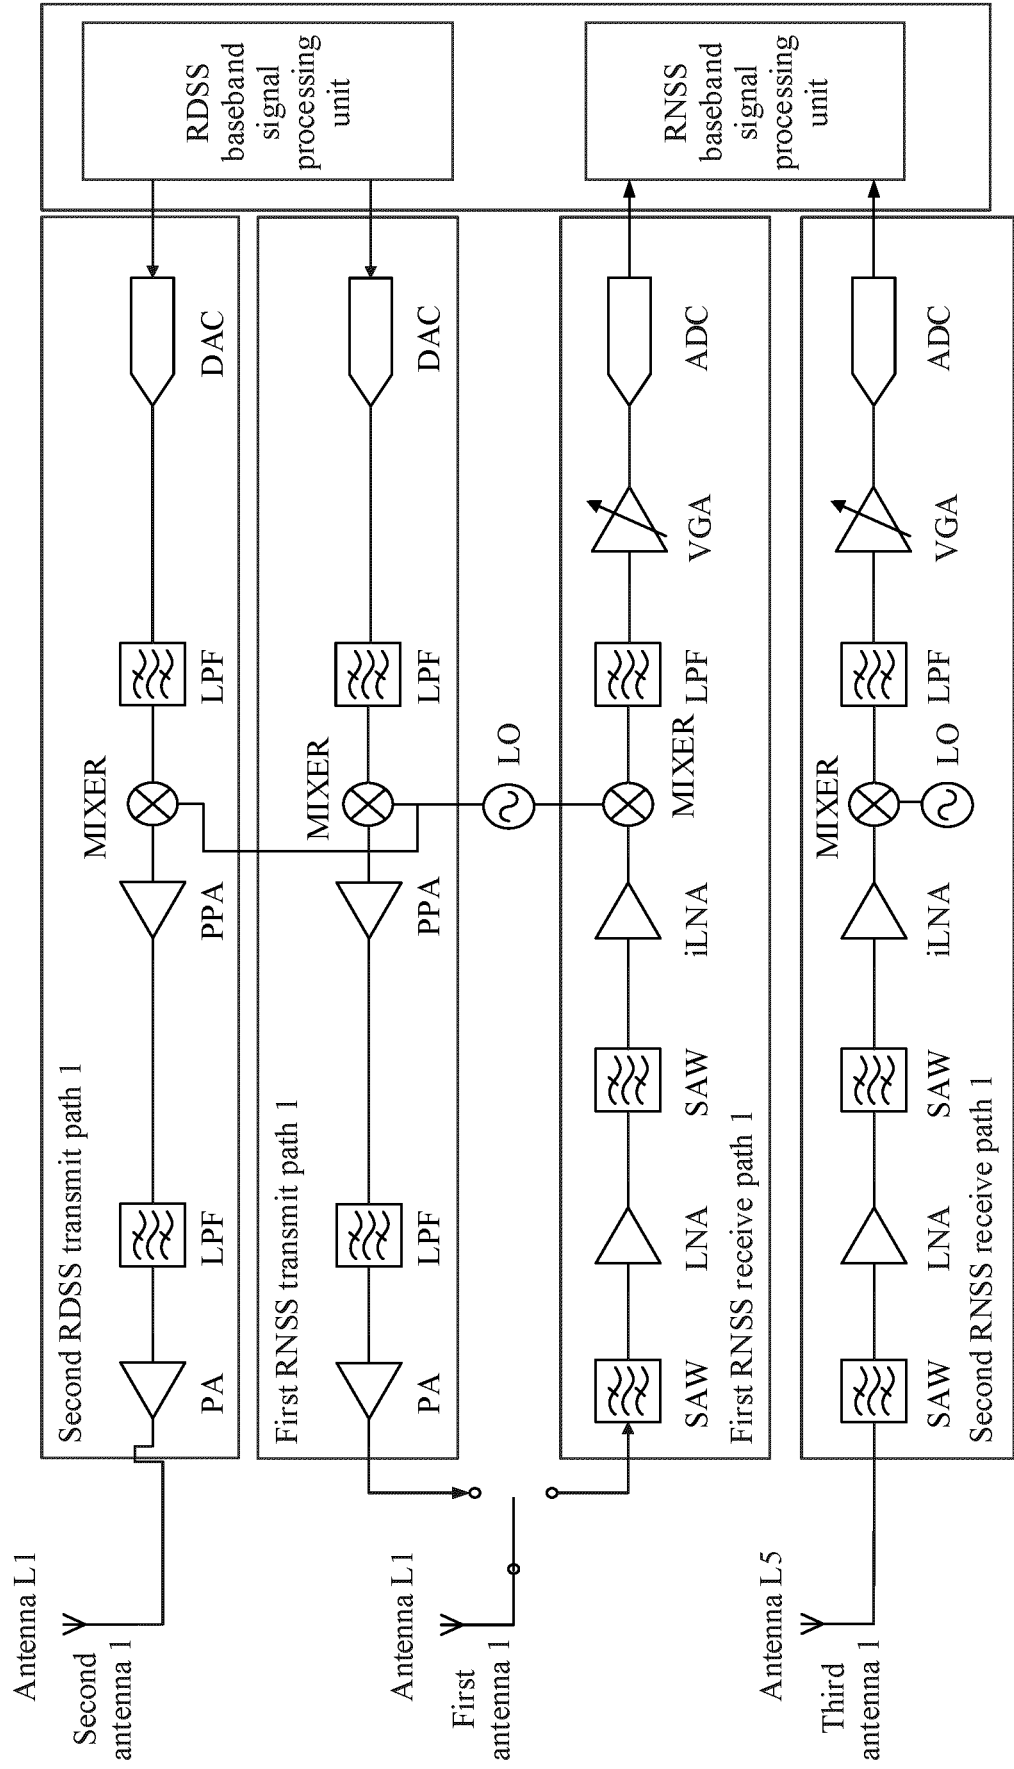 Antenna L1
Second
antenna 1
Second RDSS transmit path 1
PA
LPF
PPA
MIXER
LPF
DAC
RDSS
baseband
signal
processing
unit
Antenna L1
First
antenna 1
First RNSS transmit path 1
PA
LPF
PPA
MIXER
LPF
DAC
LO
First RNSS receive path 1
SAW
LNA
SAW
iLNA
MIXER
LPF
VGA
ADC
RNSS
baseband
signal
processing
unit
Antenna L5
Third
antenna 1
Second RNSS receive path 1
SAW
LNA
SAW
iLNA
MIXER
LO
LPF
VGA
ADC